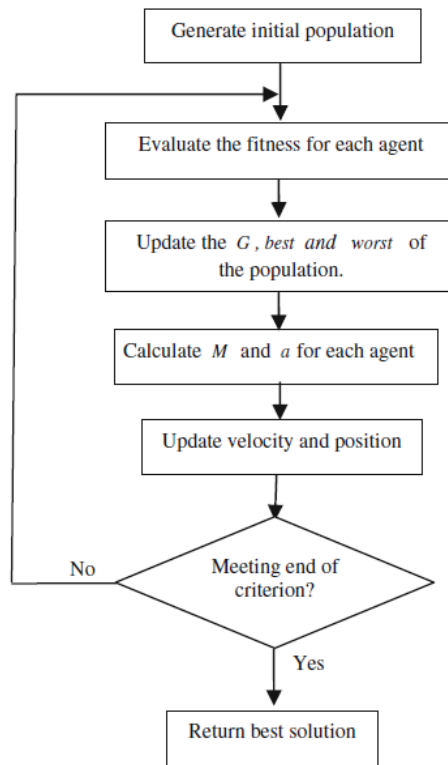 Generate initial population
Evaluate the fitness for each agent
Update the G , best and worst of
the population.
Calculate M and a for each agent
Update velocity and position
Meeting end of
criterion?
No
Yes
Return best solution